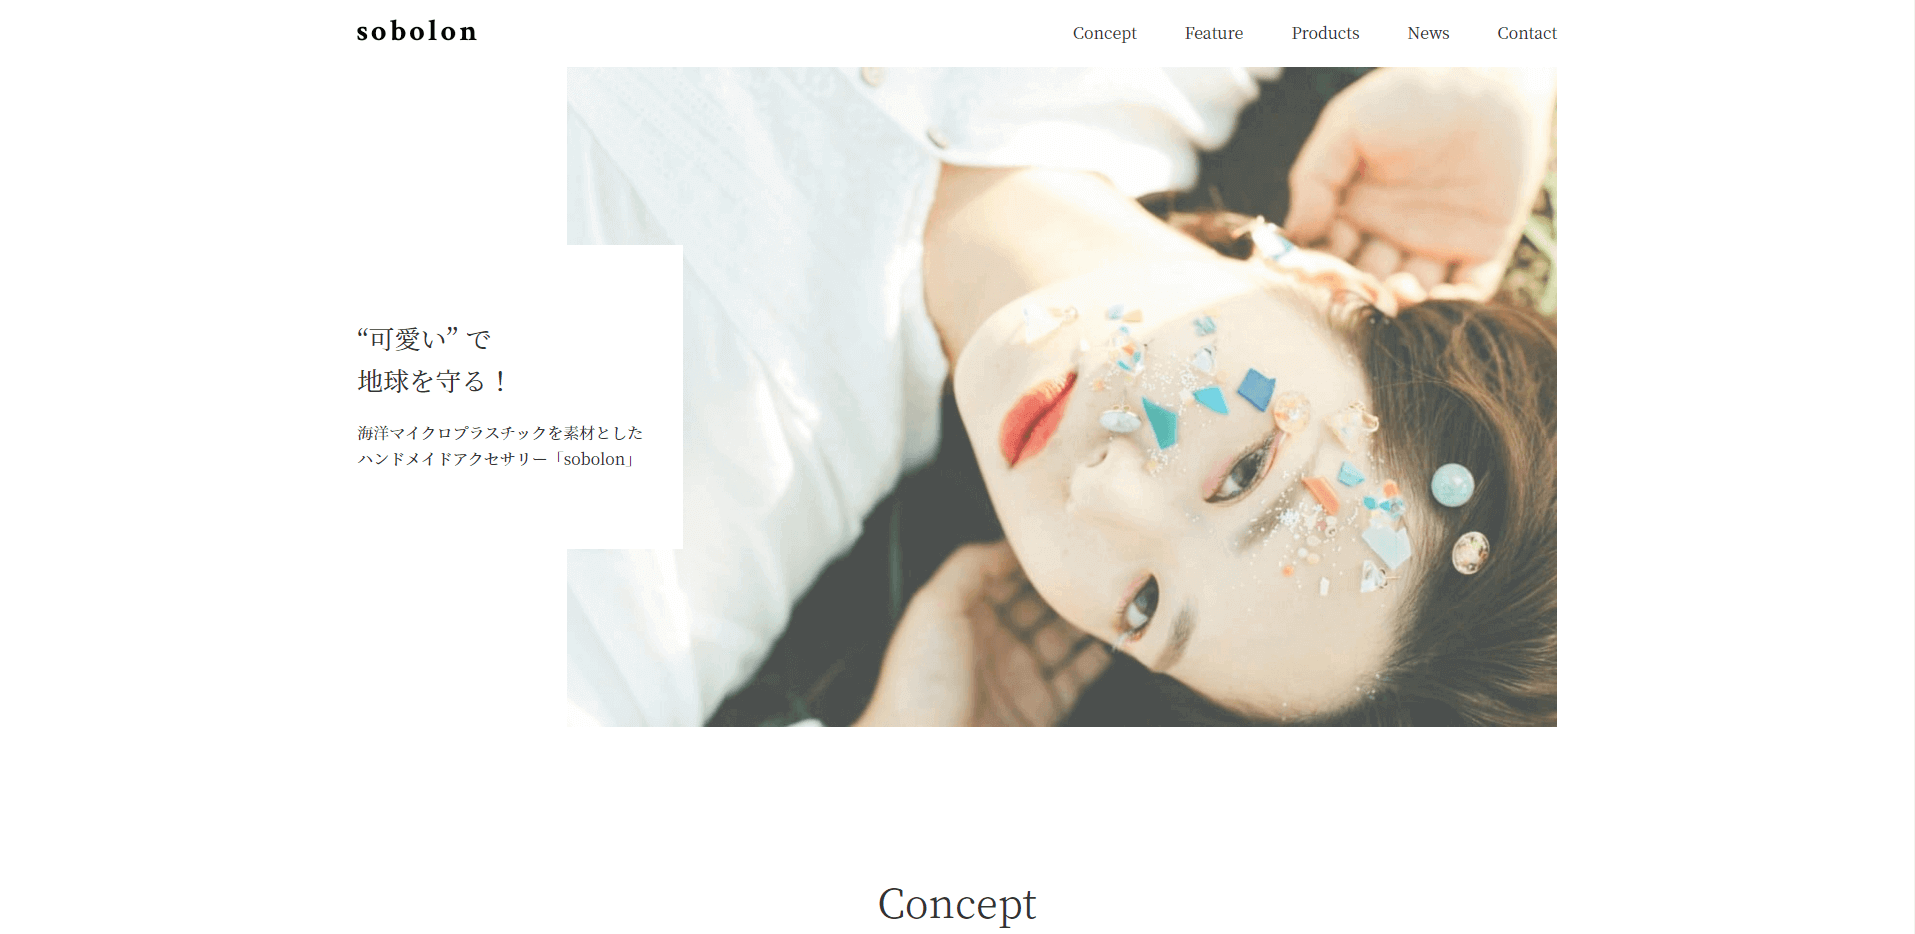 sobolon
Concept Feature Products News Contact
“可愛い” で
地球を守る！
海洋マイクロプラスチックを素材とした
ハンドメイドアクセサリー「sobolon」
Concept